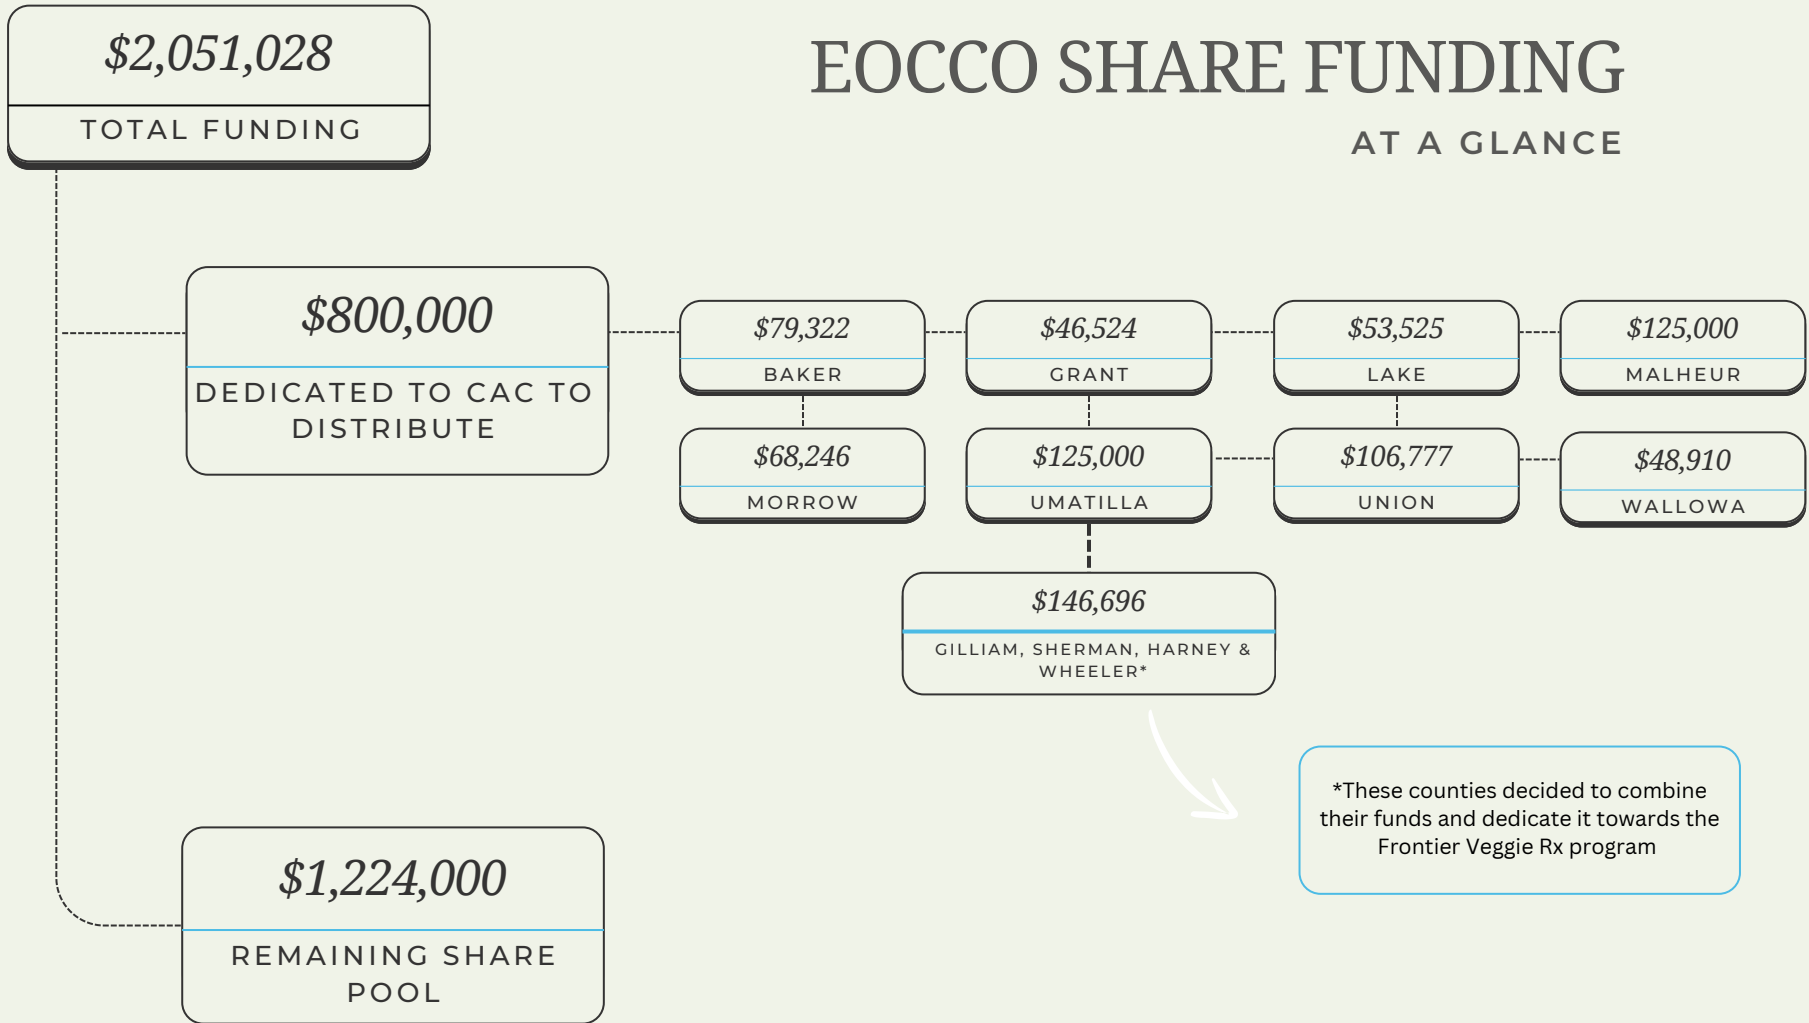 $2,051,028
TOTAL FUNDING
EOCCO SHARE FUNDING
AT A GLANCE
$800,000
DEDICATED TO CAC TO
DISTRIBUTE
$79,322
BAKER
$46,524
GRANT
$53,525
LAKE
$125,000
MALHEUR
$68,246
MORROW
$125,000
UMATILLA
$106,777
UNION
$48,910
WALLOWA
$146,696
GILLIAM, SHERMAN, HARNEY &
WHEELER*
*These counties decided to combine
their funds and dedicate it towards the
Frontier Veggie Rx program
$1,224,000
REMAINING SHARE
POOL